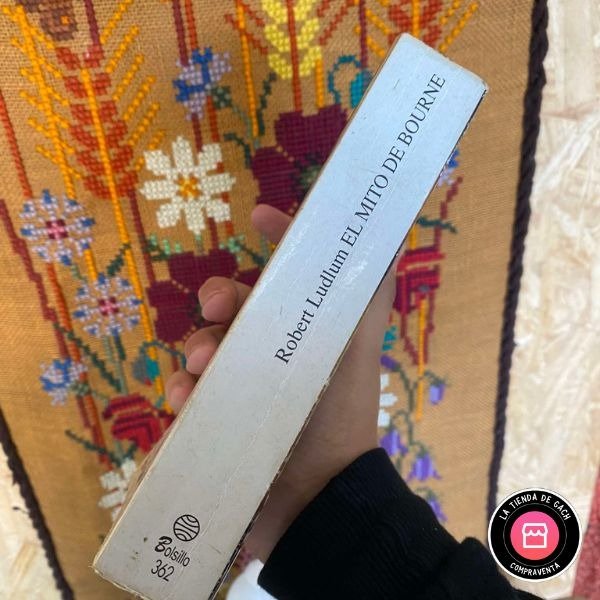 Robert Ludlum EL MITO DE BOURNE
Bolsillo
362
LA TIENDA DE GACH
COMPRAVENTA